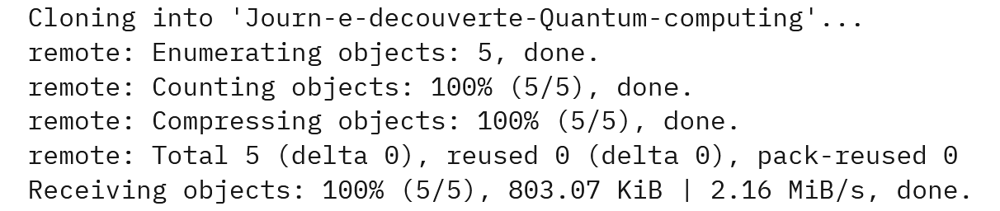 Cloning into 'Journ-e-decouverte-Quantum-computing'...
remote: Enumerating objects: 5, done.
remote: Counting objects: 100% (5/5), done.
remote: Compressing objects: 100% (5/5), done.
remote: Total 5 (delta 0), reused 0 (delta 0), pack-reused 0
Receiving objects: 100% (5/5), 803.07 KiB | 2.16 MiB/s, done.